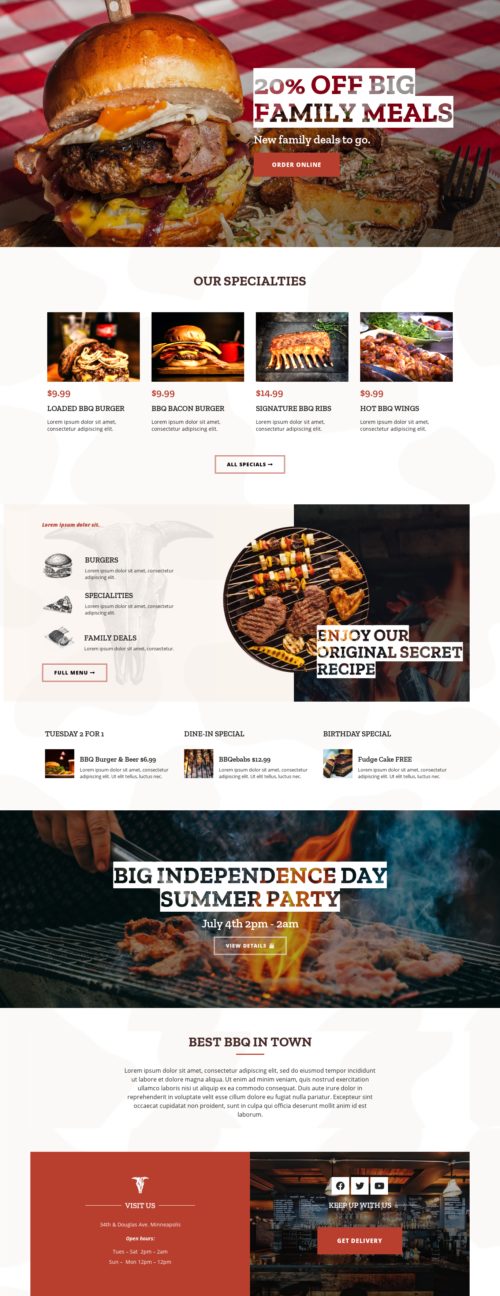 20% OFF BIG
FAMILY MEALS
New family deals to go.
ORDER ONLINE
OUR SPECIALTIES
$9.99
LOADED BBQ BURGER
Lorem ipsum dolor sit amet,
consectetur adipiscing elit.
$9.99
BBQ BACON BURGER
Lorem ipsum dolor sit amet,
consectetur adipiscing elit.
$14.99
SIGNATURE BBQ RIBS
Lorem ipsum dolor sit amet,
consectetur adipiscing elit.
$9.99
HOT BBQ WINGS
Lorem ipsum dolor sit amet,
consectetur adipiscing elit.
ALL SPECIALS →
Lorem ipsum dolor sit.
BURGERS
Lorem ipsum dolor sit amet, consectetur
adipiscing elit.
SPECIALITIES
Lorem ipsum dolor sit amet, consectetur
adipiscing elit.
FAMILY DEALS
Lorem ipsum dolor sit amet, consectetur.
FULL MENU →
ENJOY OUR
ORIGINAL SECRET
RECIPE
TUESDAY 2 FOR 1
BBQ Burger & Beer $6.99
Lorem ipsum dolor sit amet, consectetur
adipiscing elit. Ut elit tellus, luctus nec.
DINE-IN SPECIAL
BBQebabs $12.99
Lorem ipsum dolor sit amet, consectetur
adipiscing elit. Ut elit tellus, luctus nec.
BIRTHDAY SPECIAL
Fudge Cake FREE
Lorem ipsum dolor sit amet, consectetur
adipiscing elit. Ut elit tellus, luctus nec.
BIG INDEPENDENCE DAY
SUMMER PARTY
July 4th 2pm - 2am
VIEW DETAILS
BEST BBQ IN TOWN
Lorem ipsum dolor sit amet, consectetur adipiscing elit, sed do eiusmod tempor incididunt
ut labore et dolore magna aliqua. Ut enim ad minim veniam, quis nostrud exercitation
ullamco laboris nisi ut aliquip ex ea commodo consequat. Duis aute irure dolor in
reprehenderit in voluptate velit esse cillum dolore eu fugiat nulla pariatur. Excepteur sint
occaecat cupidatat non proident, sunt in culpa qui officia deserunt mollit anim id est
laborum.
VISIT US
54th & Douglas Ave, Minneapolis
Open hours:
Tues – Sat 2pm – 2am
Sun – Mon 12pm – 12pm
KEEP UP WITH US
GET DELIVERY